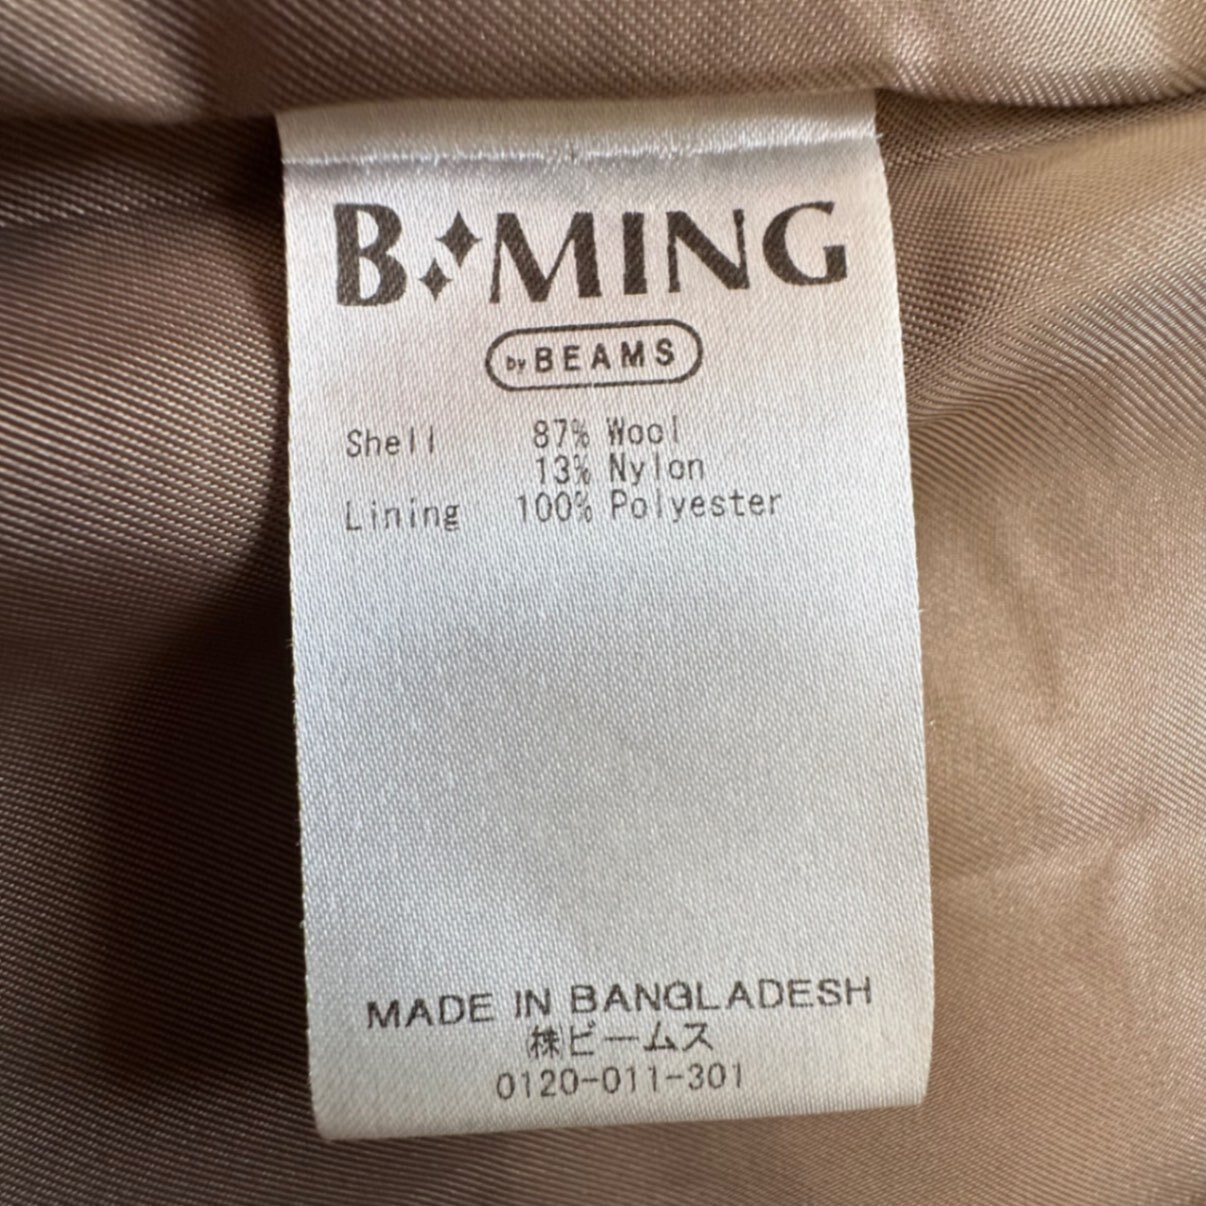 B MING
by BEAMS
Shell 87% Wool
13% Nylon
Lining 100% Polyester
MADE IN BANGLADESH
㈱ビームス
0120-011-301